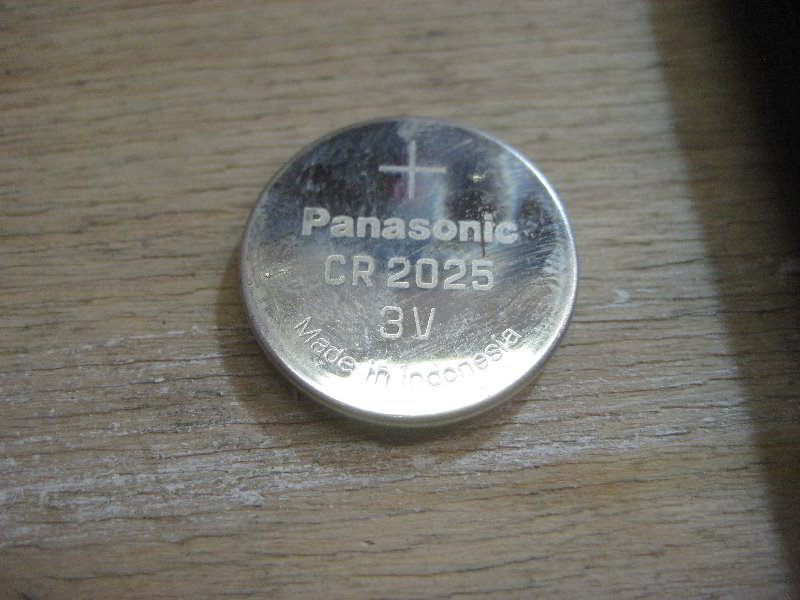 +
Panasonic
CR 2025
3V
Made in Indonesia